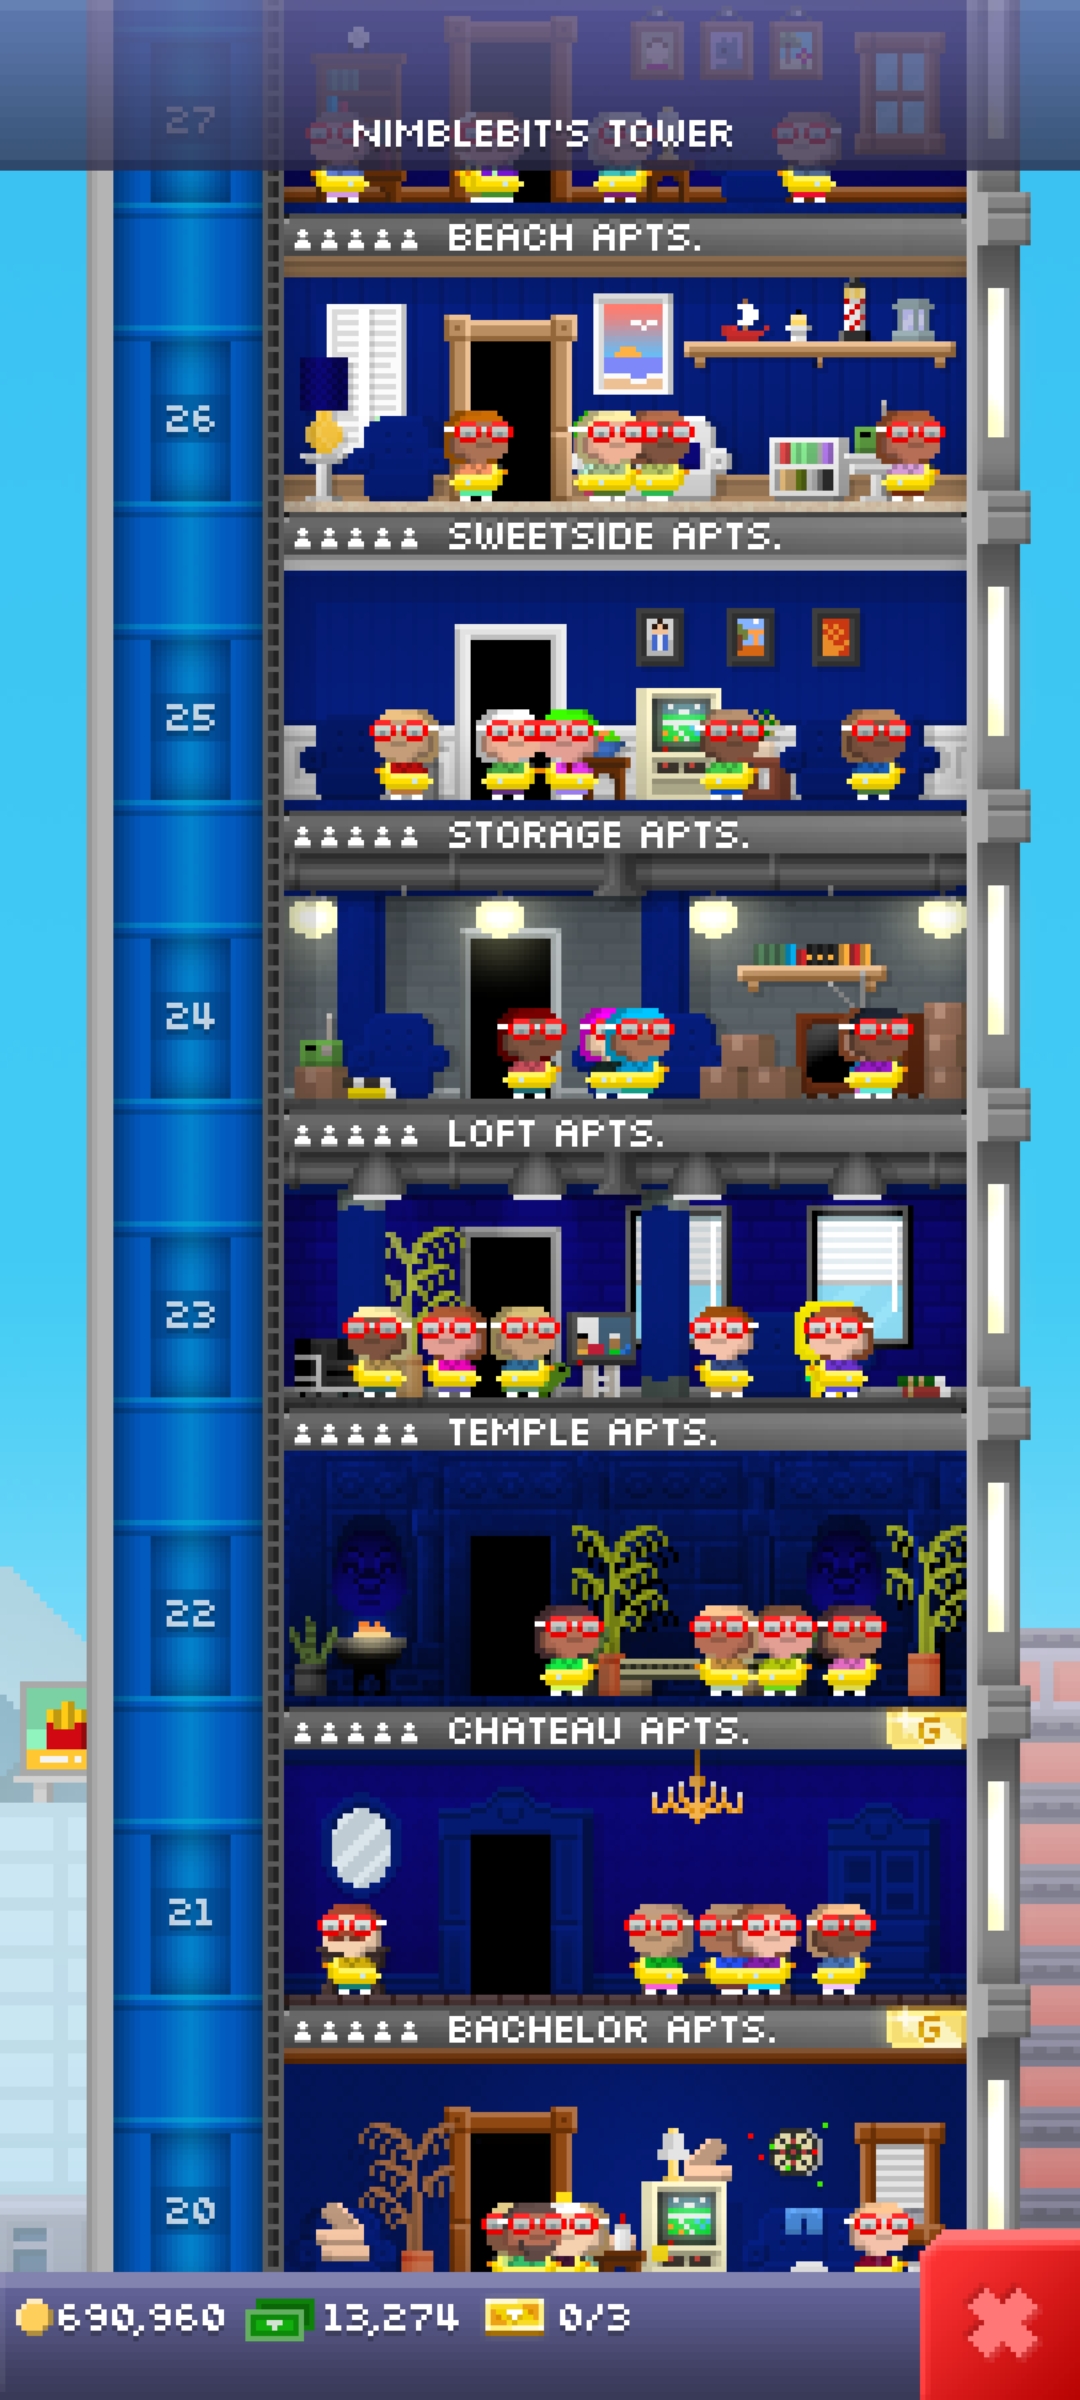 27
NIMBLEBIT'S TOWER
BEACH APTS.
26
SWEETSIDE APTS.
25
STORAGE APTS.
24
LOFT APTS.
23
TEMPLE APTS.
22
CHATEAU APTS. G
21
BACHELOR APTS. G
20
690,960 13,274 0/3